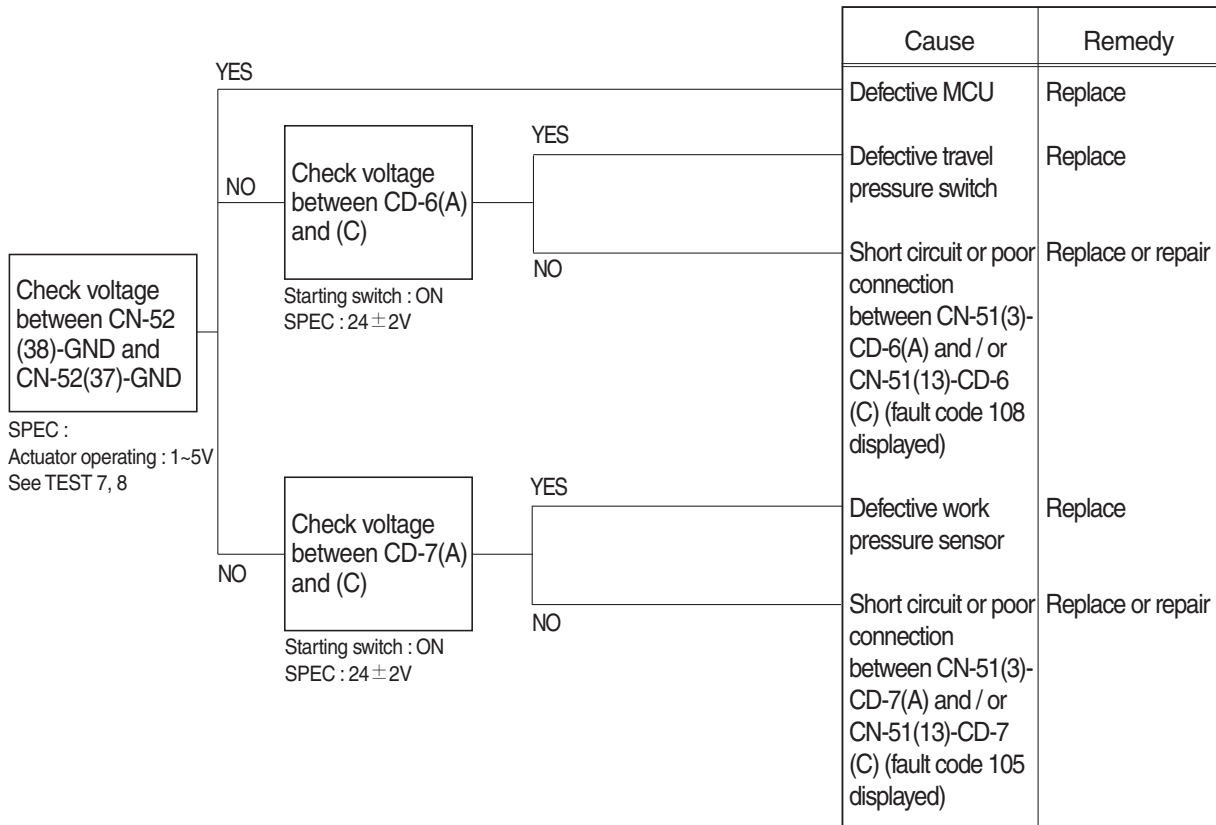 Cause
Remedy
YES
Defective MCU
Replace
NO
Check voltage
between CD-6(A)
and (C)
Starting switch : ON
SPEC : 24±2V
YES
Defective travel
pressure switch
Replace
NO
Short circuit or poor
connection
between CN-51(3)-
CD-6(A) and / or
CN-51(13)-CD-6
(C) (fault code 108
displayed)
Replace or repair
Check voltage
between CN-52
(38)-GND and
CN-52(37)-GND
SPEC :
Actuator operating : 1~5V
See TEST 7, 8
NO
Check voltage
between CD-7(A)
and (C)
Starting switch : ON
SPEC : 24±2V
YES
Defective work
pressure sensor
Replace
NO
Short circuit or poor
connection
between CN-51(3)-
CD-7(A) and / or
CN-51(13)-CD-7
(C) (fault code 105
displayed)
Replace or repair